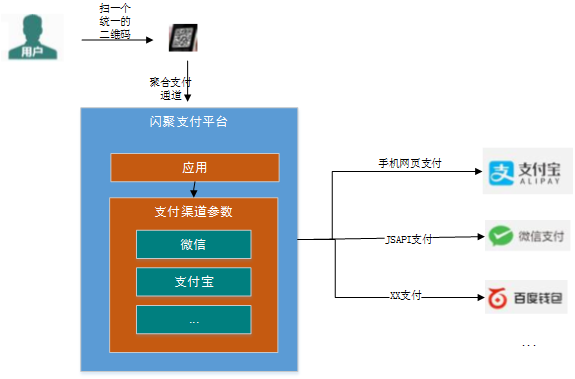 扫一个
统一的
二维码
用户
聚合支付
通道
闪聚支付平台
应用
支付渠道参数
微信
支付宝
...
手机网页支付
支付宝
ALIPAY
JSAPI支付
微信支付
XX支付
百度钱包
...